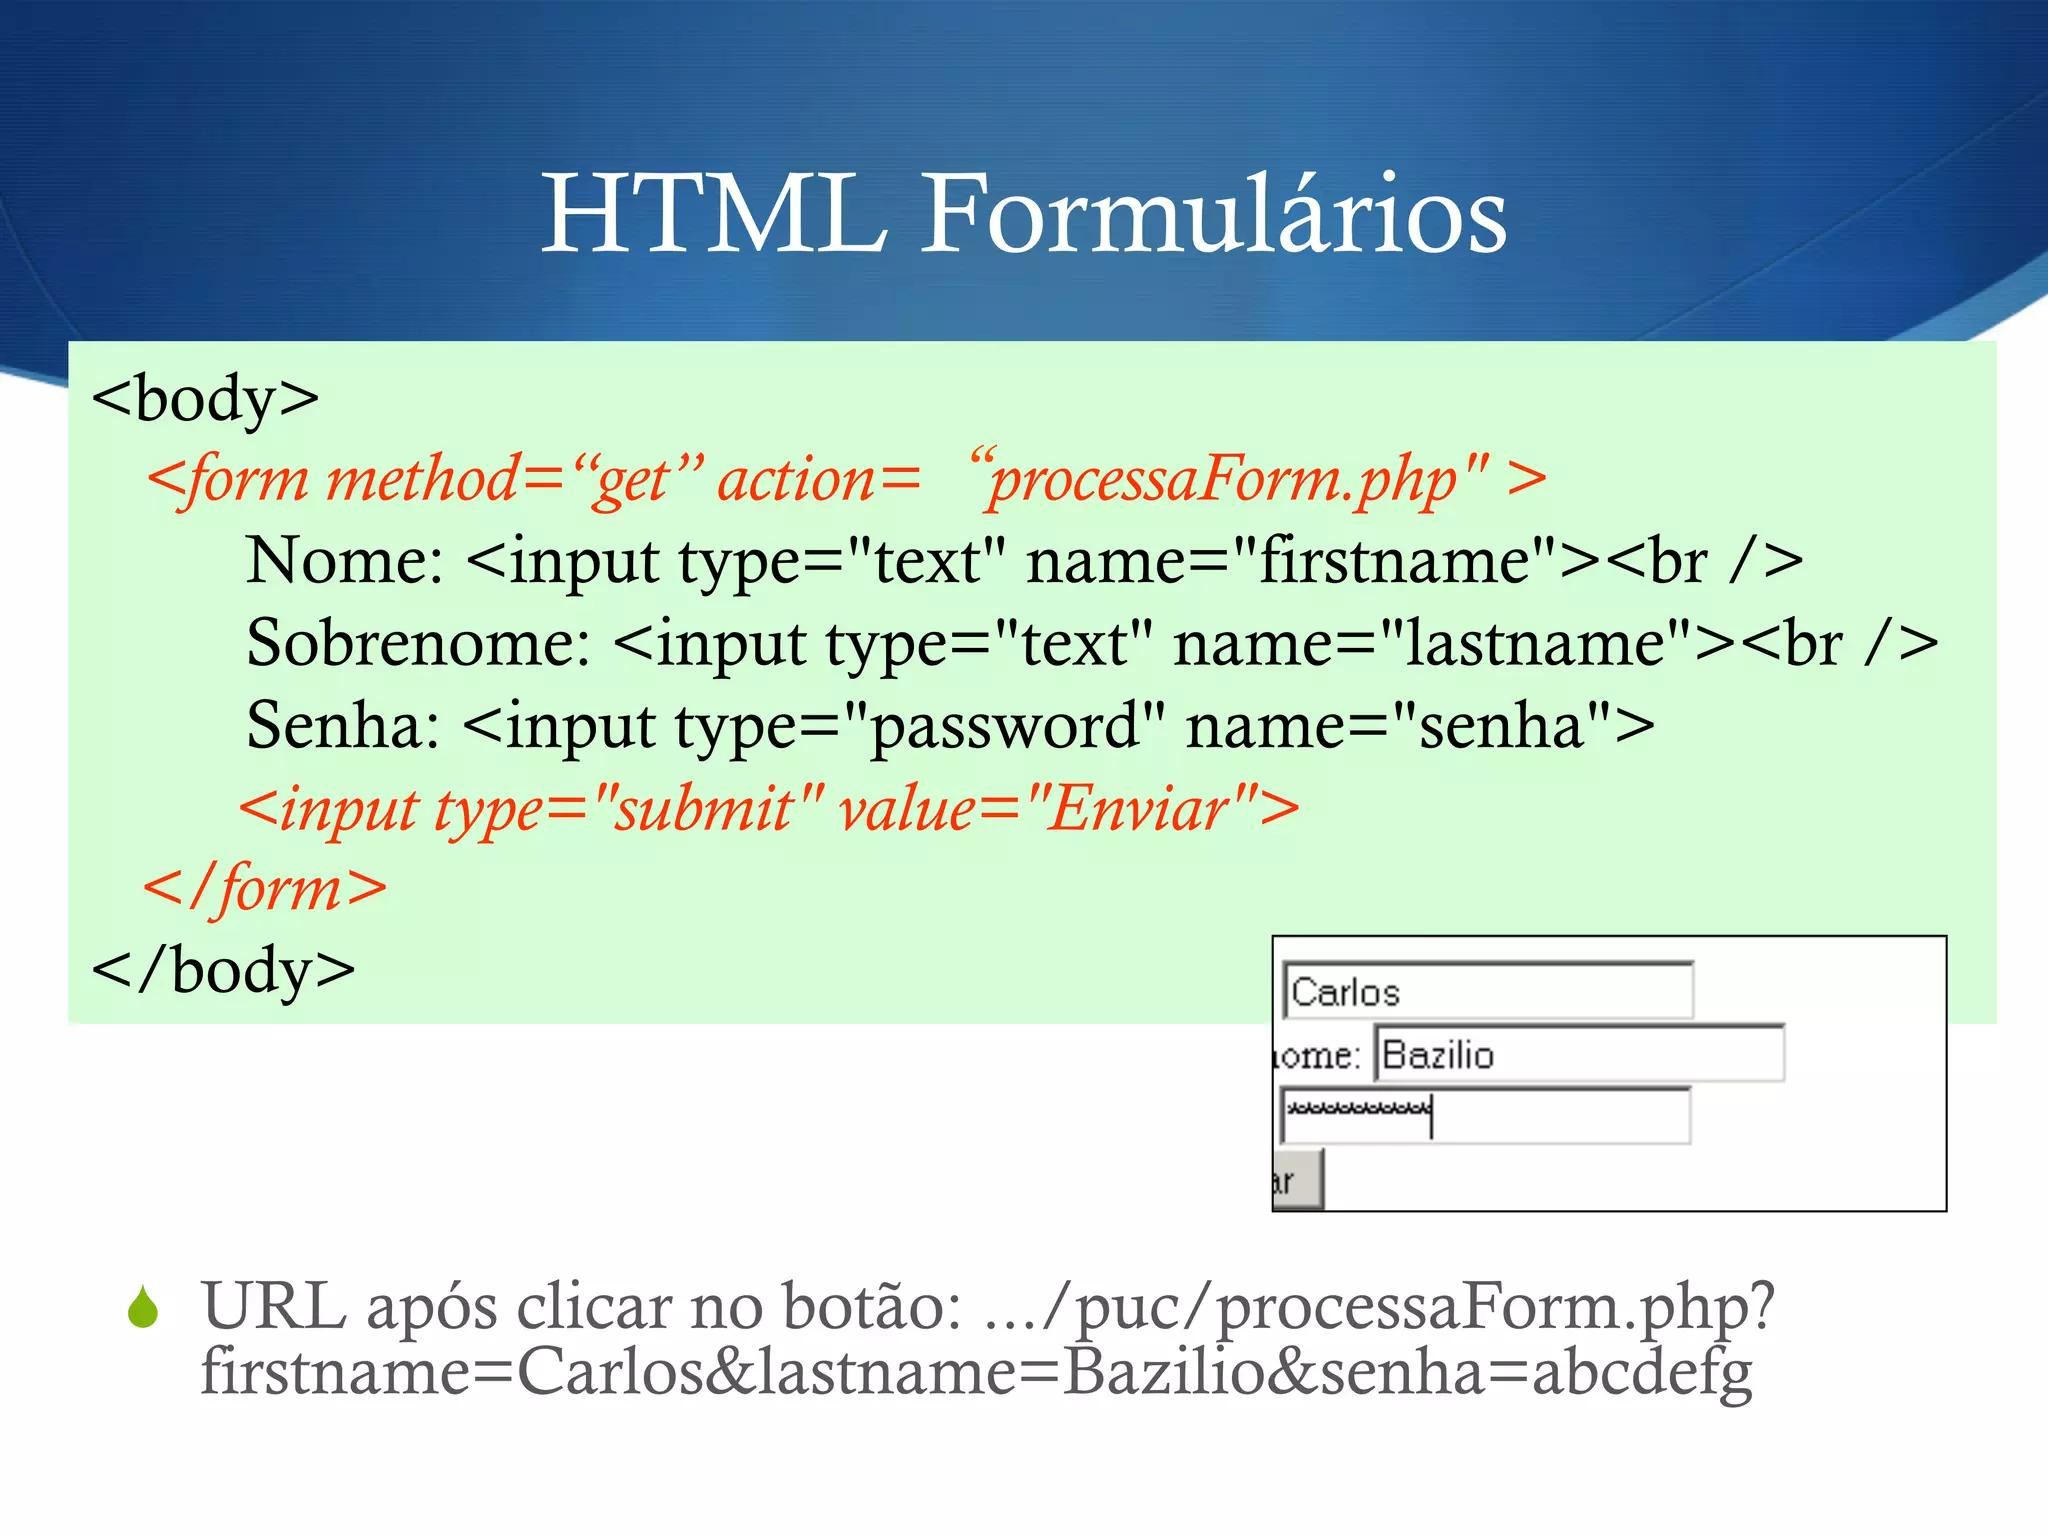 HTML Formulários
<body>
<form method=“get” action= “processaForm.php" >
Nome: <input type="text" name="firstname"><br />
Sobrenome: <input type="text" name="lastname"><br />
Senha: <input type="password" name="senha">
<input type="submit" value="Enviar">
</form>
</body>
Carlos
nome: Bazilio
**********
ar
URL após clicar no botão: .../puc/processaForm.php?
firstname=Carlos&lastname=Bazilio&senha=abcdefg